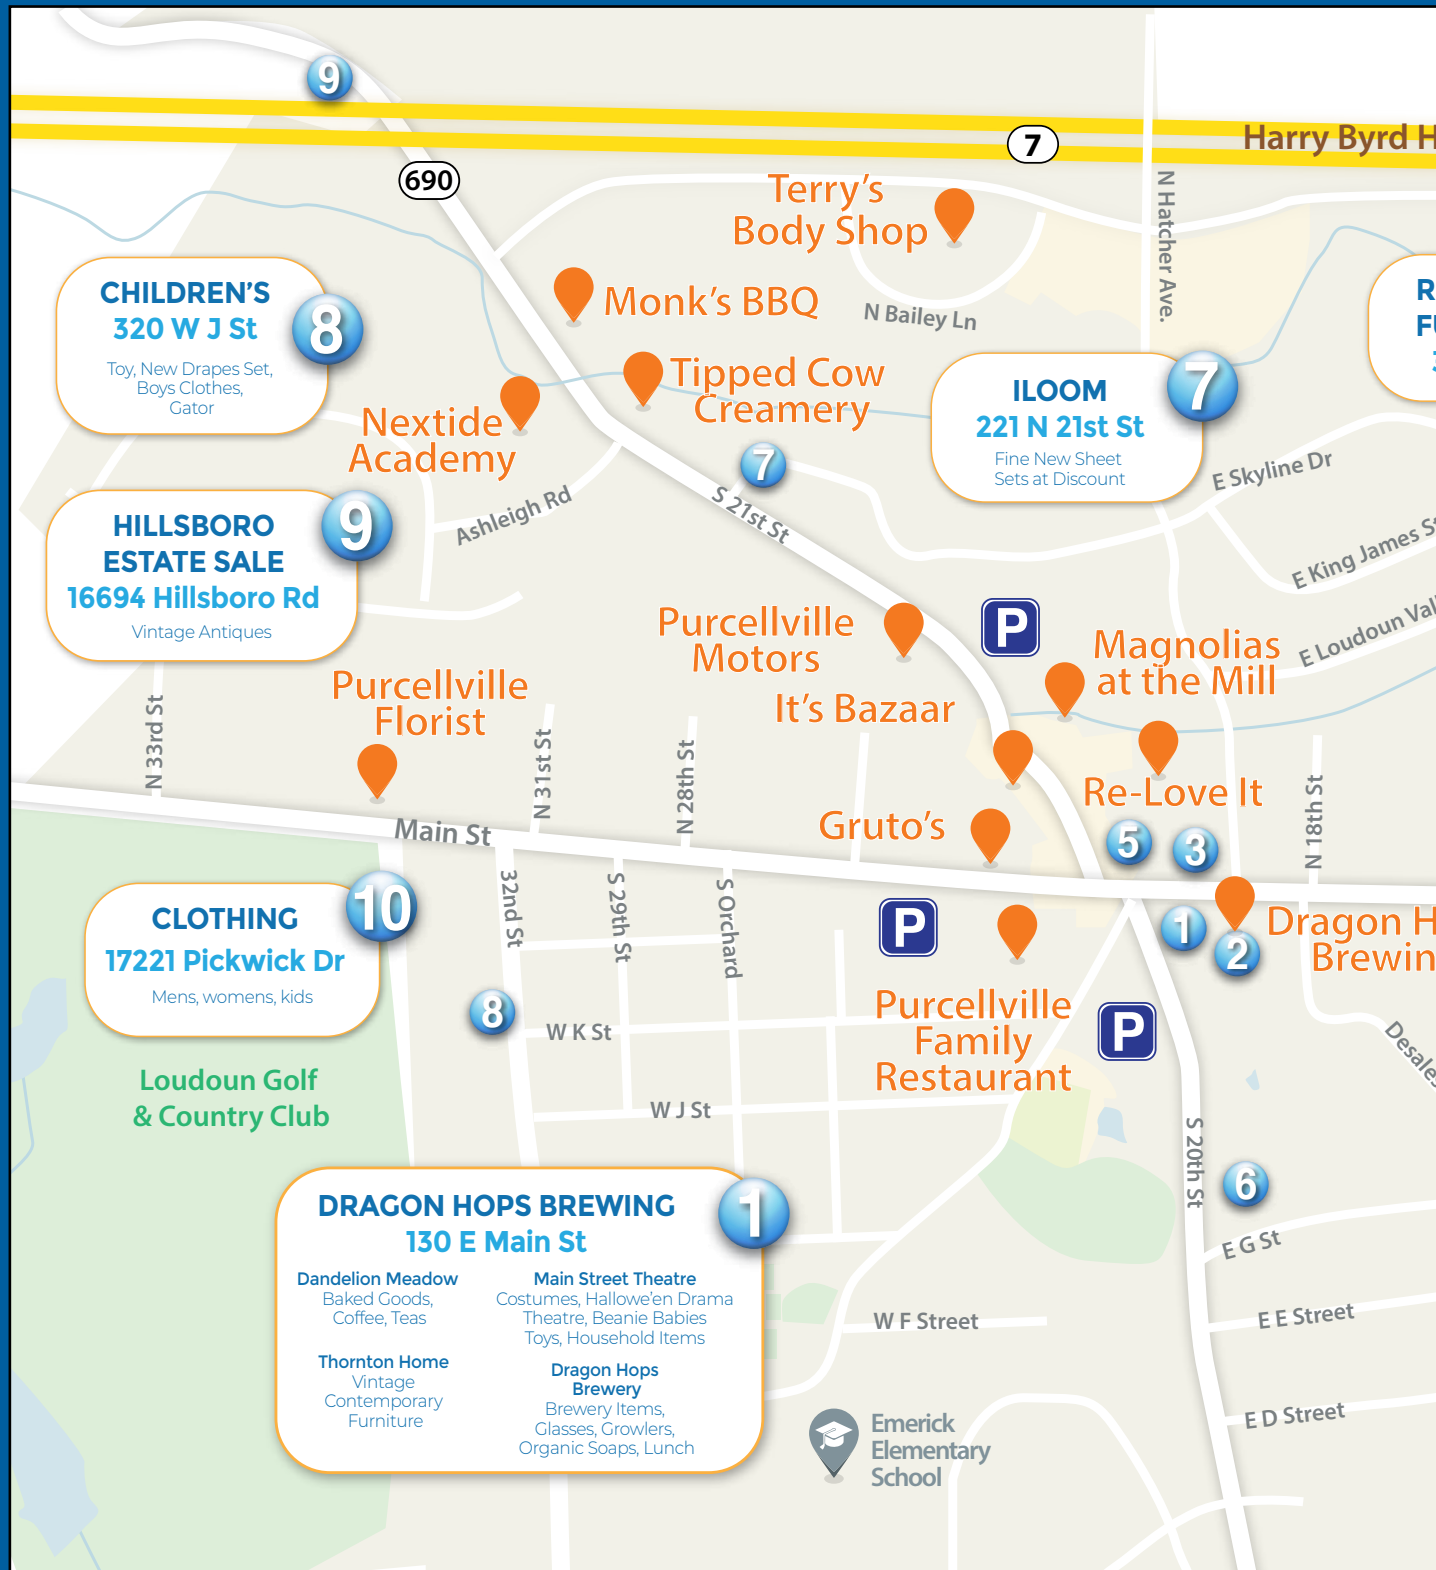 9
7
Harry Byrd H
690
Terry's
Body Shop
N Hatcher Ave.
Monk's BBQ
N Bailey Ln
CHILDREN'S
320 W J St
8
Toy, New Drapes Set,
Boys Clothes,
Gator
R
FU
3
Tipped Cow
Creamery
ILOOM
221 N 21st St
7
Fine New Sheet
Sets at Discount
Nextide
Academy
7
E Skyline Dr
Ashleigh Rd
S 21st St
HILLSBORO
ESTATE SALE
16694 Hillsboro Rd
9
Vintage Antiques
E King James St
E Loudoun Vall
Purcellville
Motors
P
Magnolias
at the Mill
Purcellville
Florist
It's Bazaar
N 33rd St
N 31st St
N 28th St
Re-Love It
N 18th St
Main St
Gruto's
5
3
CLOTHING
17221 Pickwick Dr
10
Mens, womens, kids
32nd St
S 29th St
S Orchard
P
1
2
Dragon H
Brewin
8
W K St
Purcellville
Family
Restaurant
P
Desales
Loudoun Golf
& Country Club
W J St
S 20th St
6
DRAGON HOPS BREWING
130 E Main St
1
Dandelion Meadow
Baked Goods,
Coffee, Teas
Thornton Home
Vintage
Contemporary
Furniture
Main Street Theatre
Costumes, Hallowe'en Drama
Theatre, Beanie Babies
Toys, Household Items
Dragon Hops
Brewery
Brewery Items,
Glasses, Growlers,
Organic Soaps, Lunch
E G St
W F Street
E E Street
E D Street
Emerick
Elementary
School